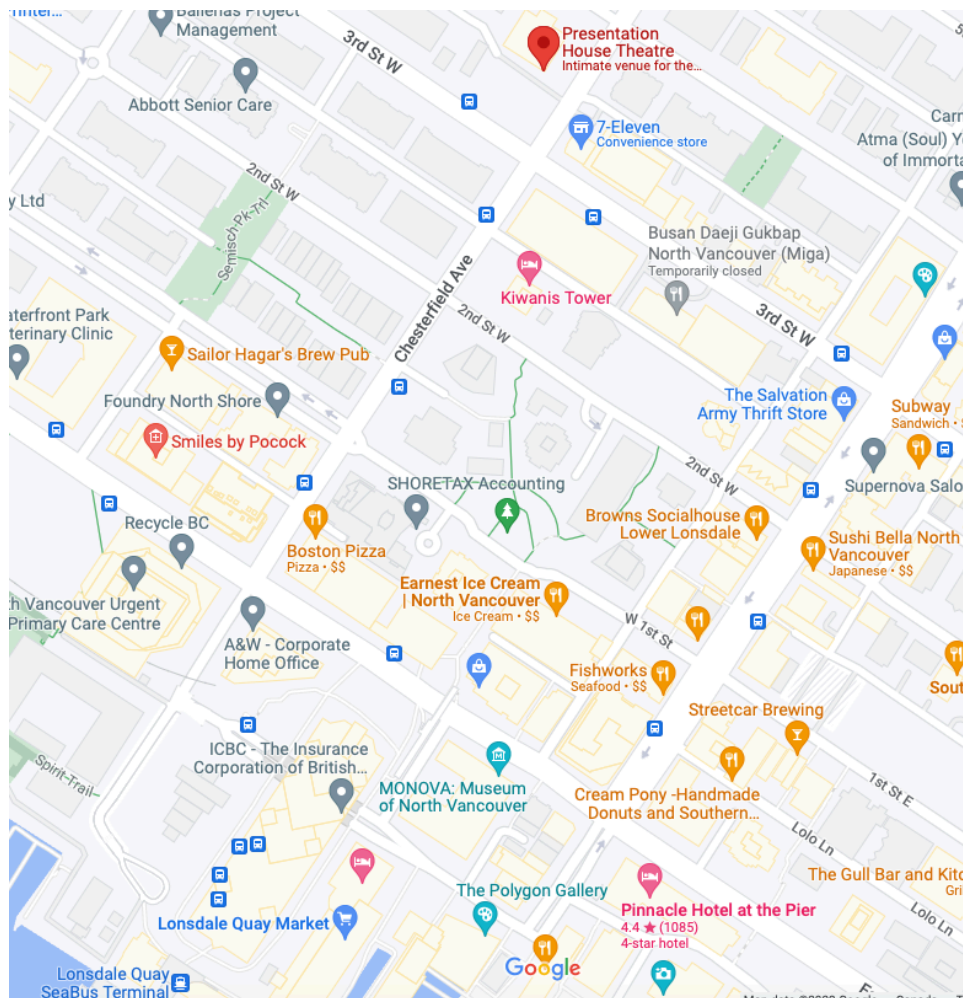 Ballenas Project
Management
3rd St W
Presentation
House Theatre
Intimate venue for the...
Abbott Senior Care
7-Eleven
Convenience store
Atma (Soul) Y
of Immorta
2nd St W
y Ltd
Semisch Pk Trl
Busan Daeji Gukbap
North Vancouver (Miga)
Temporarily closed
Chesterfield Ave
Kiwanis Tower
2nd St W
3rd St W
aterfront Park
terinary Clinic
Sailor Hagar's Brew Pub
Foundry North Shore
The Salvation
Army Thrift Store
Subway
Sandwich •
Smiles by Pocock
2nd St W
SHORETAX Accounting
Supernova Salo
Recycle BC
Boston Pizza
Pizza • $$
Browns Socialhouse
Lower Lonsdale
Sushi Bella North
Vancouver
Japanese • $$
th Vancouver Urgent
Primary Care Centre
Earnest Ice Cream
| North Vancouver
Ice Cream • $$
W 1st St
A&W - Corporate
Home Office
Fishworks
Seafood • $$
Sout
Streetcar Brewing
ICBC - The Insurance
Corporation of British...
Spirit-Trail
MONOVA: Museum
of North Vancouver
Cream Pony -Handmade
Donuts and Southern...
1st St E
Lolo Ln
The Polygon Gallery
The Gull Bar and Kitc
Gri
Lonsdale Quay Market
Pinnacle Hotel at the Pier
4.4 ★ (1085)
4-star hotel
Lolo Ln
Google
Lonsdale Quay
SeaBus Terminal